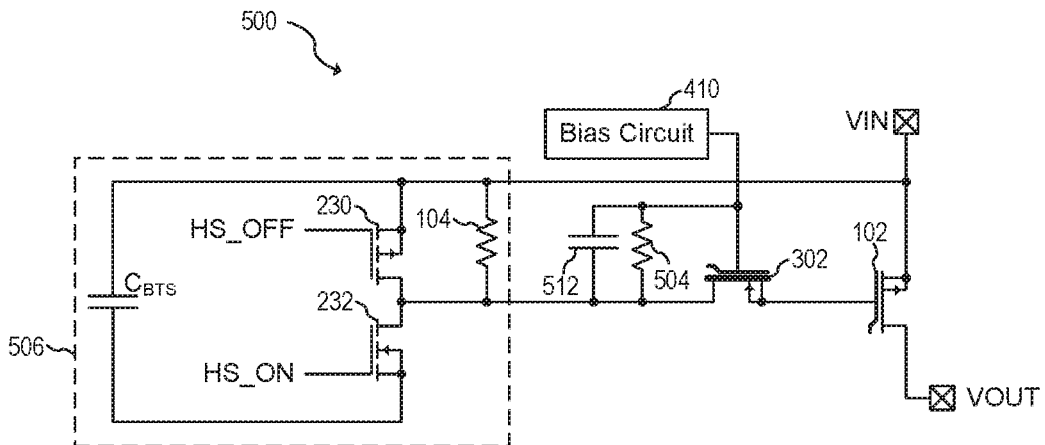 500
410
Bias Circuit
VIN
230
104
HS_OFF
512
504
302
102
C_BTS
232
506
HS_ON
VOUT